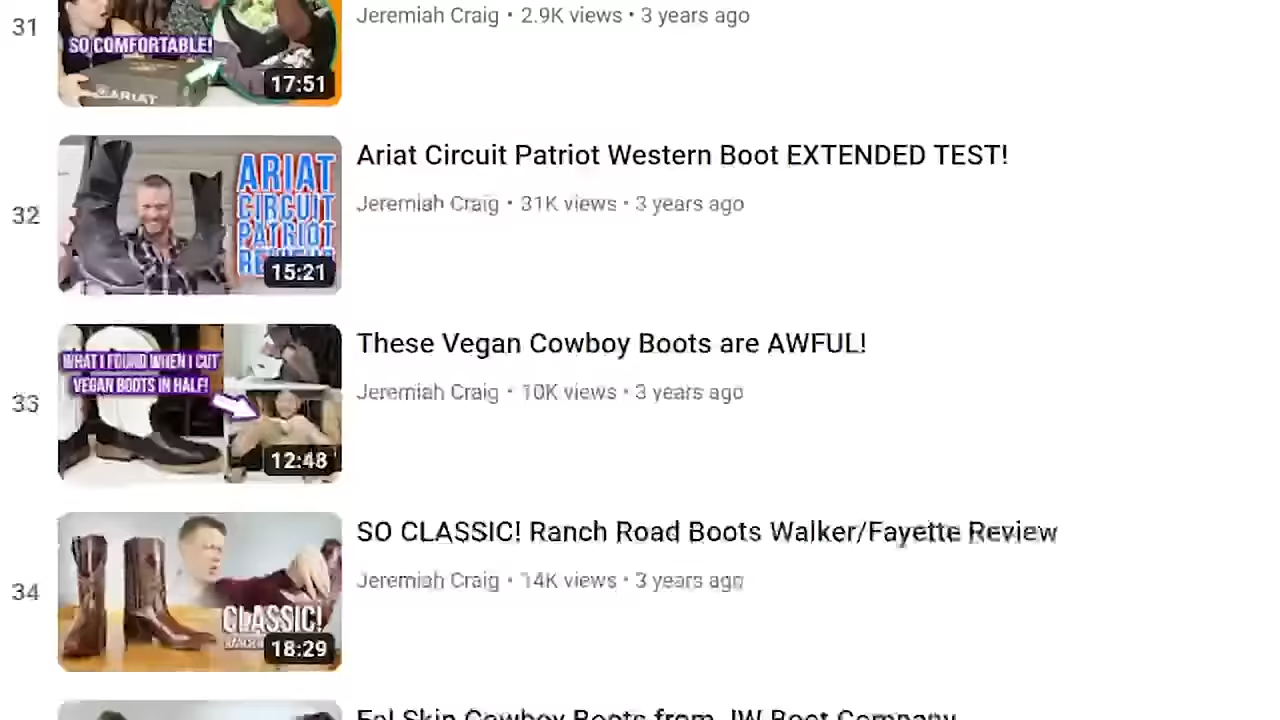 31
SO COMFORTABLE!
ARIAT
17:51
Jeremiah Craig • 2.9K views • 3 years ago
32
ARIAT
CIRCUIT
PATRIOT
15:21
Ariat Circuit Patriot Western Boot EXTENDED TEST!
Jeremiah Craig • 31K views • 3 years ago
33
WHAT I FOUND WHEN I CUT
VEGAN BOOTS IN HALF!
12:48
These Vegan Cowboy Boots are AWFUL!
Jeremiah Craig • 10K views • 3 years ago
34
CLASSIC!
18:29
SO CLASSIC! Ranch Road Boots Walker/Fayette Review
Jeremiah Craig • 14K views • 3 years ago
Eel Skin Cowboy Boots from JW Boot Company